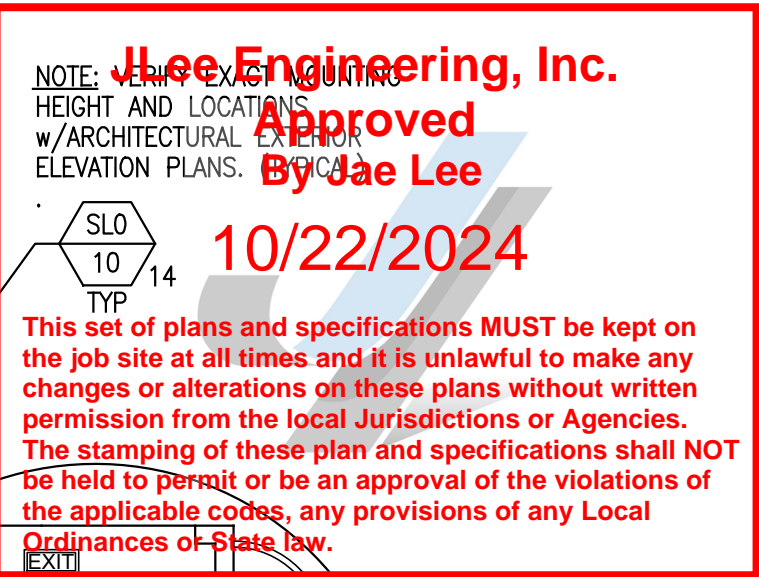 JLee Engineering, Inc.
NOTE: VERIFY EXACT MOUNTING
HEIGHT AND LOCATIONS
Approved
w/ARCHITECTURAL EXTERIOR
ELEVATION PLANS. (TYPICAL)
By Jae Lee
.
SL0
10/22/2024
10
14
TYP
This set of plans and specifications MUST be kept on
the job site at all times and it is unlawful to make any
changes or alterations on these plans without written
permission from the local Jurisdictions or Agencies.
The stamping of these plan and specifications shall NOT
be held to permit or be an approval of the violations of
the applicable codes, any provisions of any Local
Ordinances or State law.
EXIT